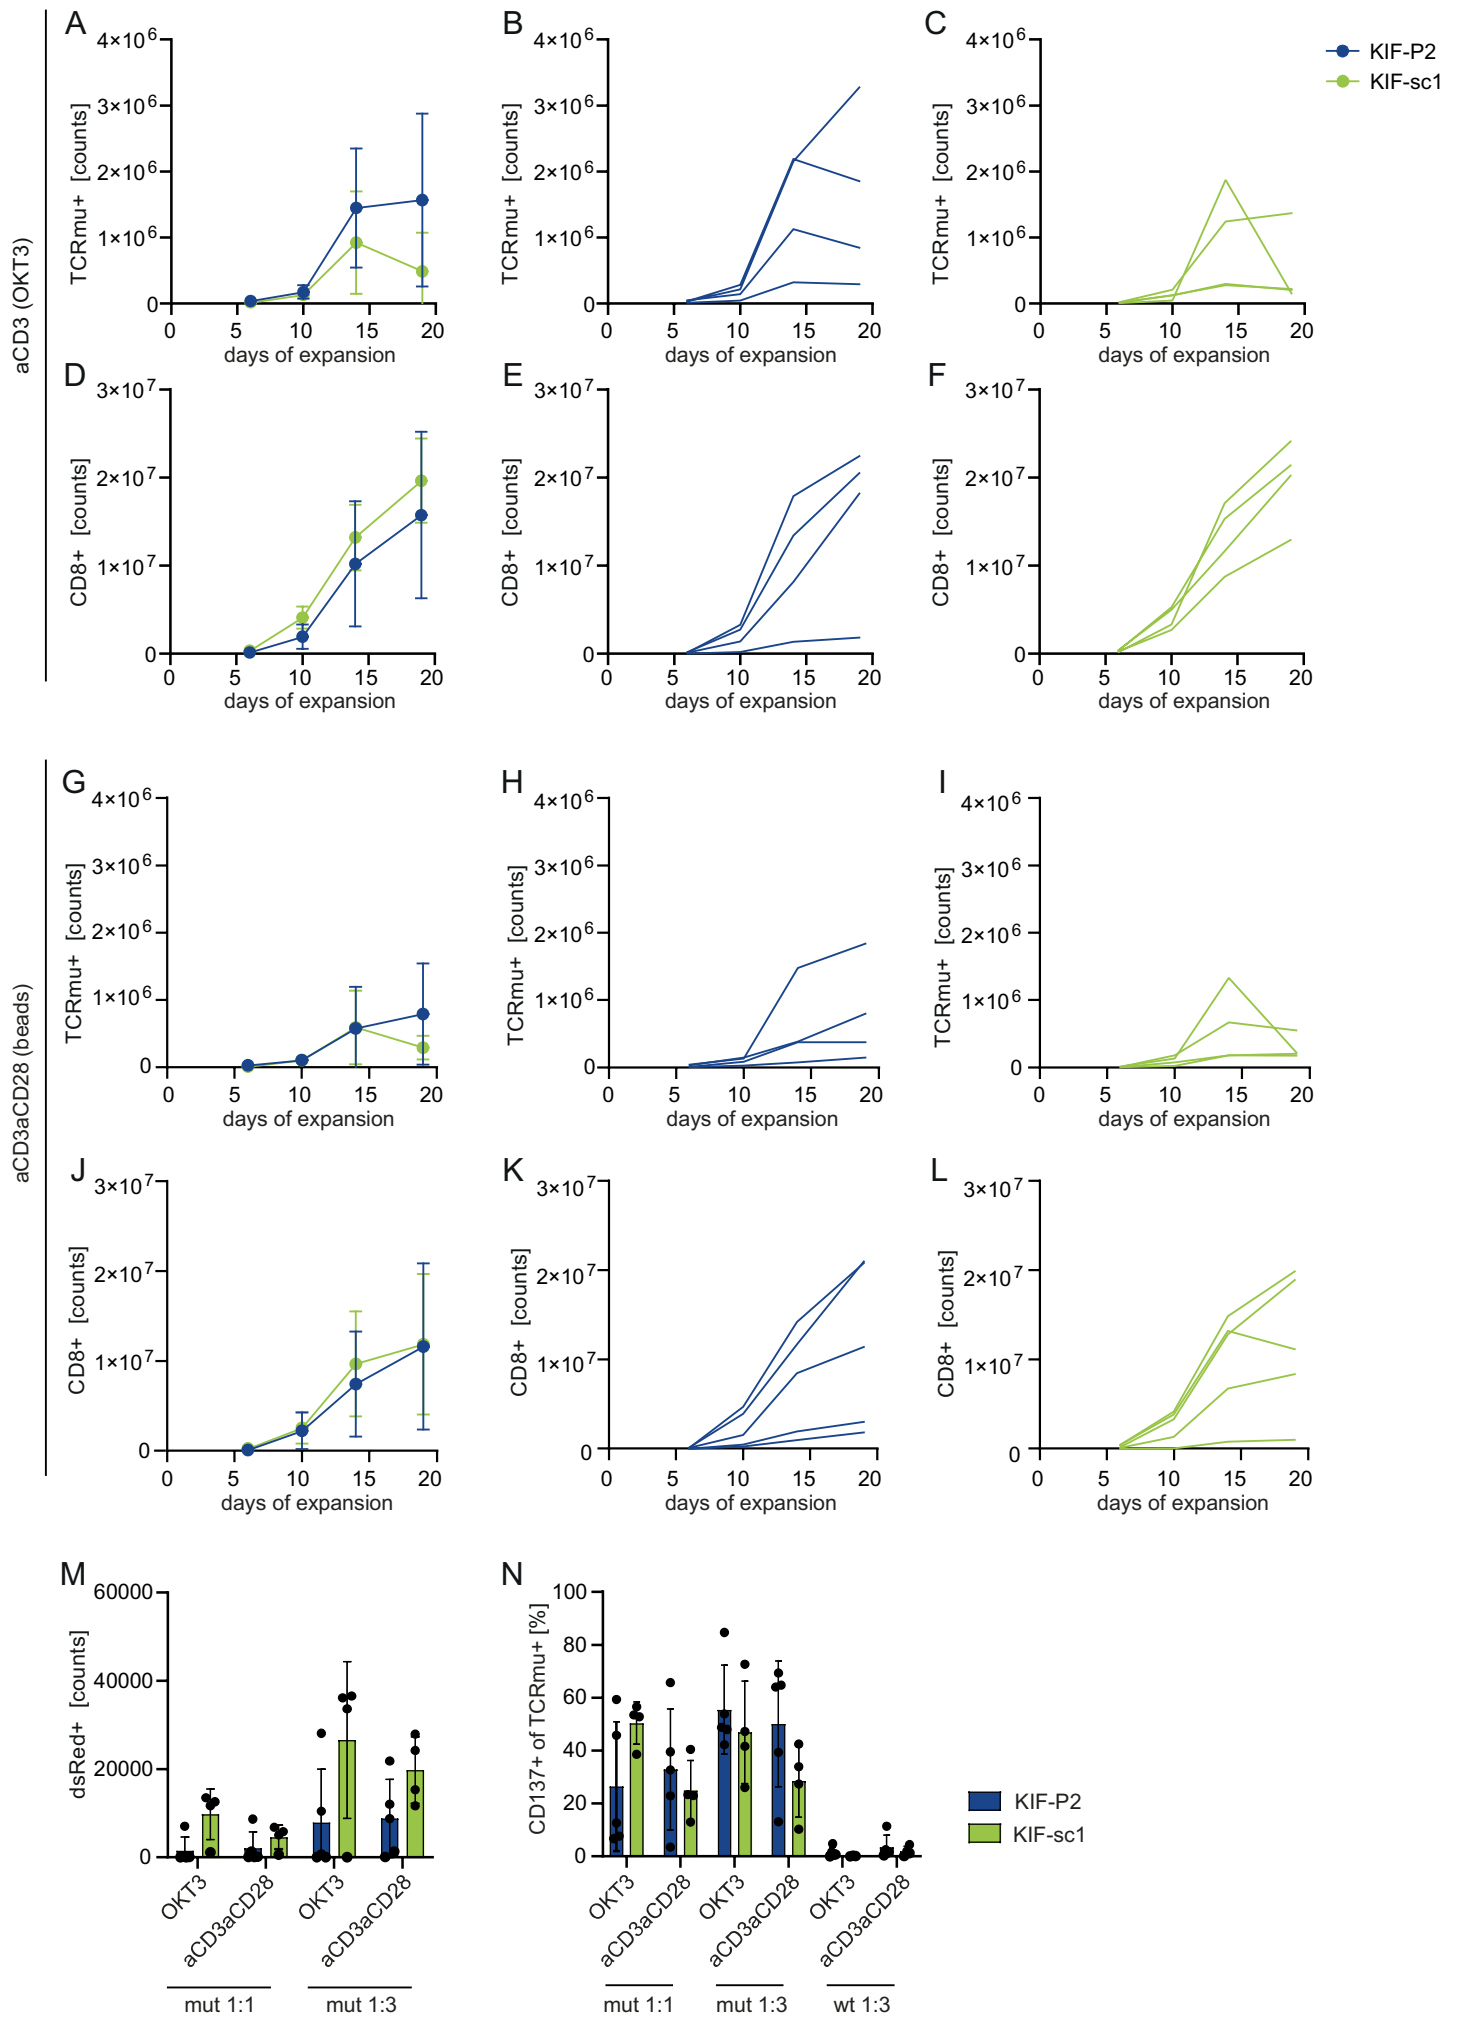 A
4×10⁶
3×10⁶
2×10⁶
1×10⁶
0
TCRmu+ [counts]
0 5 10 15 20
days of expansion
B
4×10⁶
3×10⁶
2×10⁶
1×10⁶
0
TCRmu+ [counts]
0 5 10 15 20
days of expansion
C
4×10⁶
3×10⁶
2×10⁶
1×10⁶
0
TCRmu+ [counts]
0 5 10 15 20
days of expansion
KIF-P2
KIF-sc1
aCD3 (OKT3)
D
3×10⁷
2×10⁷
1×10⁷
0
CD8+ [counts]
0 5 10 15 20
days of expansion
E
3×10⁷
2×10⁷
1×10⁷
0
CD8+ [counts]
0 5 10 15 20
days of expansion
F
3×10⁷
2×10⁷
1×10⁷
0
CD8+ [counts]
0 5 10 15 20
days of expansion
aCD3aCD28 (beads)
G
4×10⁶
3×10⁶
2×10⁶
1×10⁶
0
TCRmu+ [counts]
0 5 10 15 20
days of expansion
H
4×10⁶
3×10⁶
2×10⁶
1×10⁶
0
TCRmu+ [counts]
0 5 10 15 20
days of expansion
I
4×10⁶
3×10⁶
2×10⁶
1×10⁶
0
TCRmu+ [counts]
0 5 10 15 20
days of expansion
J
3×10⁷
2×10⁷
1×10⁷
0
CD8+ [counts]
0 5 10 15 20
days of expansion
K
3×10⁷
2×10⁷
1×10⁷
0
CD8+ [counts]
0 5 10 15 20
days of expansion
L
3×10⁷
2×10⁷
1×10⁷
0
CD8+ [counts]
0 5 10 15 20
days of expansion
M
60000
40000
20000
0
dsRed+ [counts]
OKT3
aCD3aCD28
OKT3
aCD3aCD28
mut 1:1
mut 1:3
N
100
80
60
40
20
0
CD137+ of TCRmu+ [%]
OKT3
aCD3aCD28
OKT3
aCD3aCD28
OKT3
aCD3aCD28
mut 1:1
mut 1:3
wt 1:3
KIF-P2
KIF-sc1